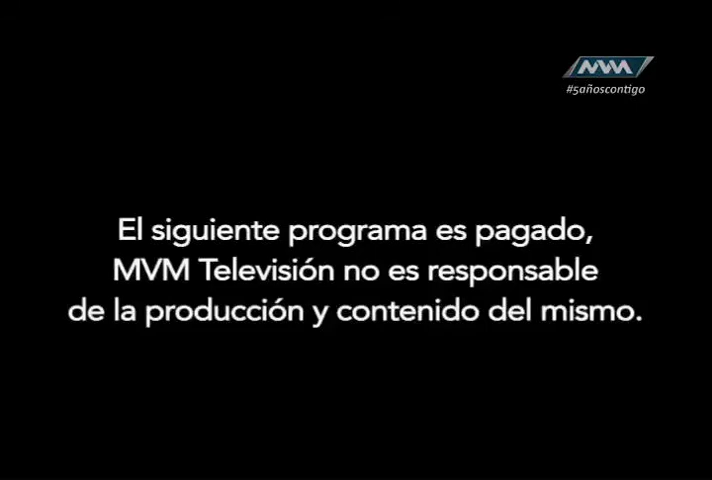 MVM
#5añoscontigo
El siguiente programa es pagado,
MVM Televisión no es responsable
de la producción y contenido del mismo.